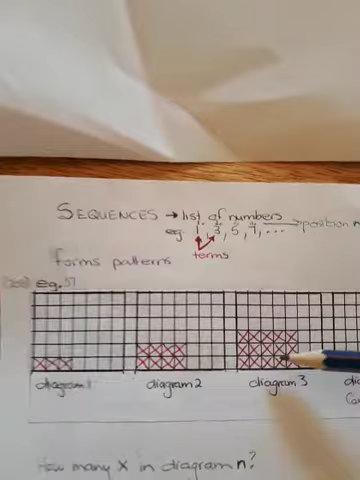 SEQUENCES → list of numbers
eg. 1, 3, 5, 7, ... → position n
forms patterns
terms
eg.
diagram 1 diagram 2 diagram 3
How many x in diagram n?